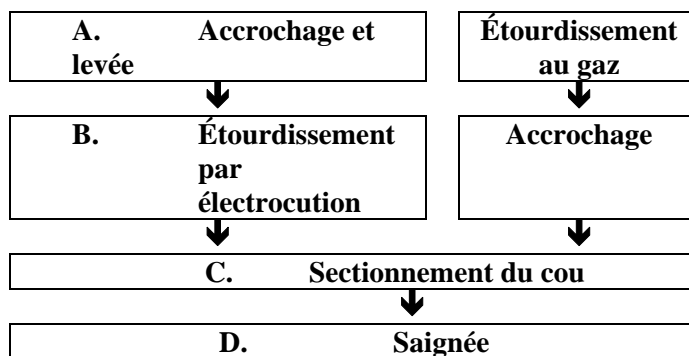 A. Accrochage et
levée
Étourdissement
au gaz
B. Étourdissement
par
électrocution
Accrochage
C. Sectionnement du cou
D. Saignée